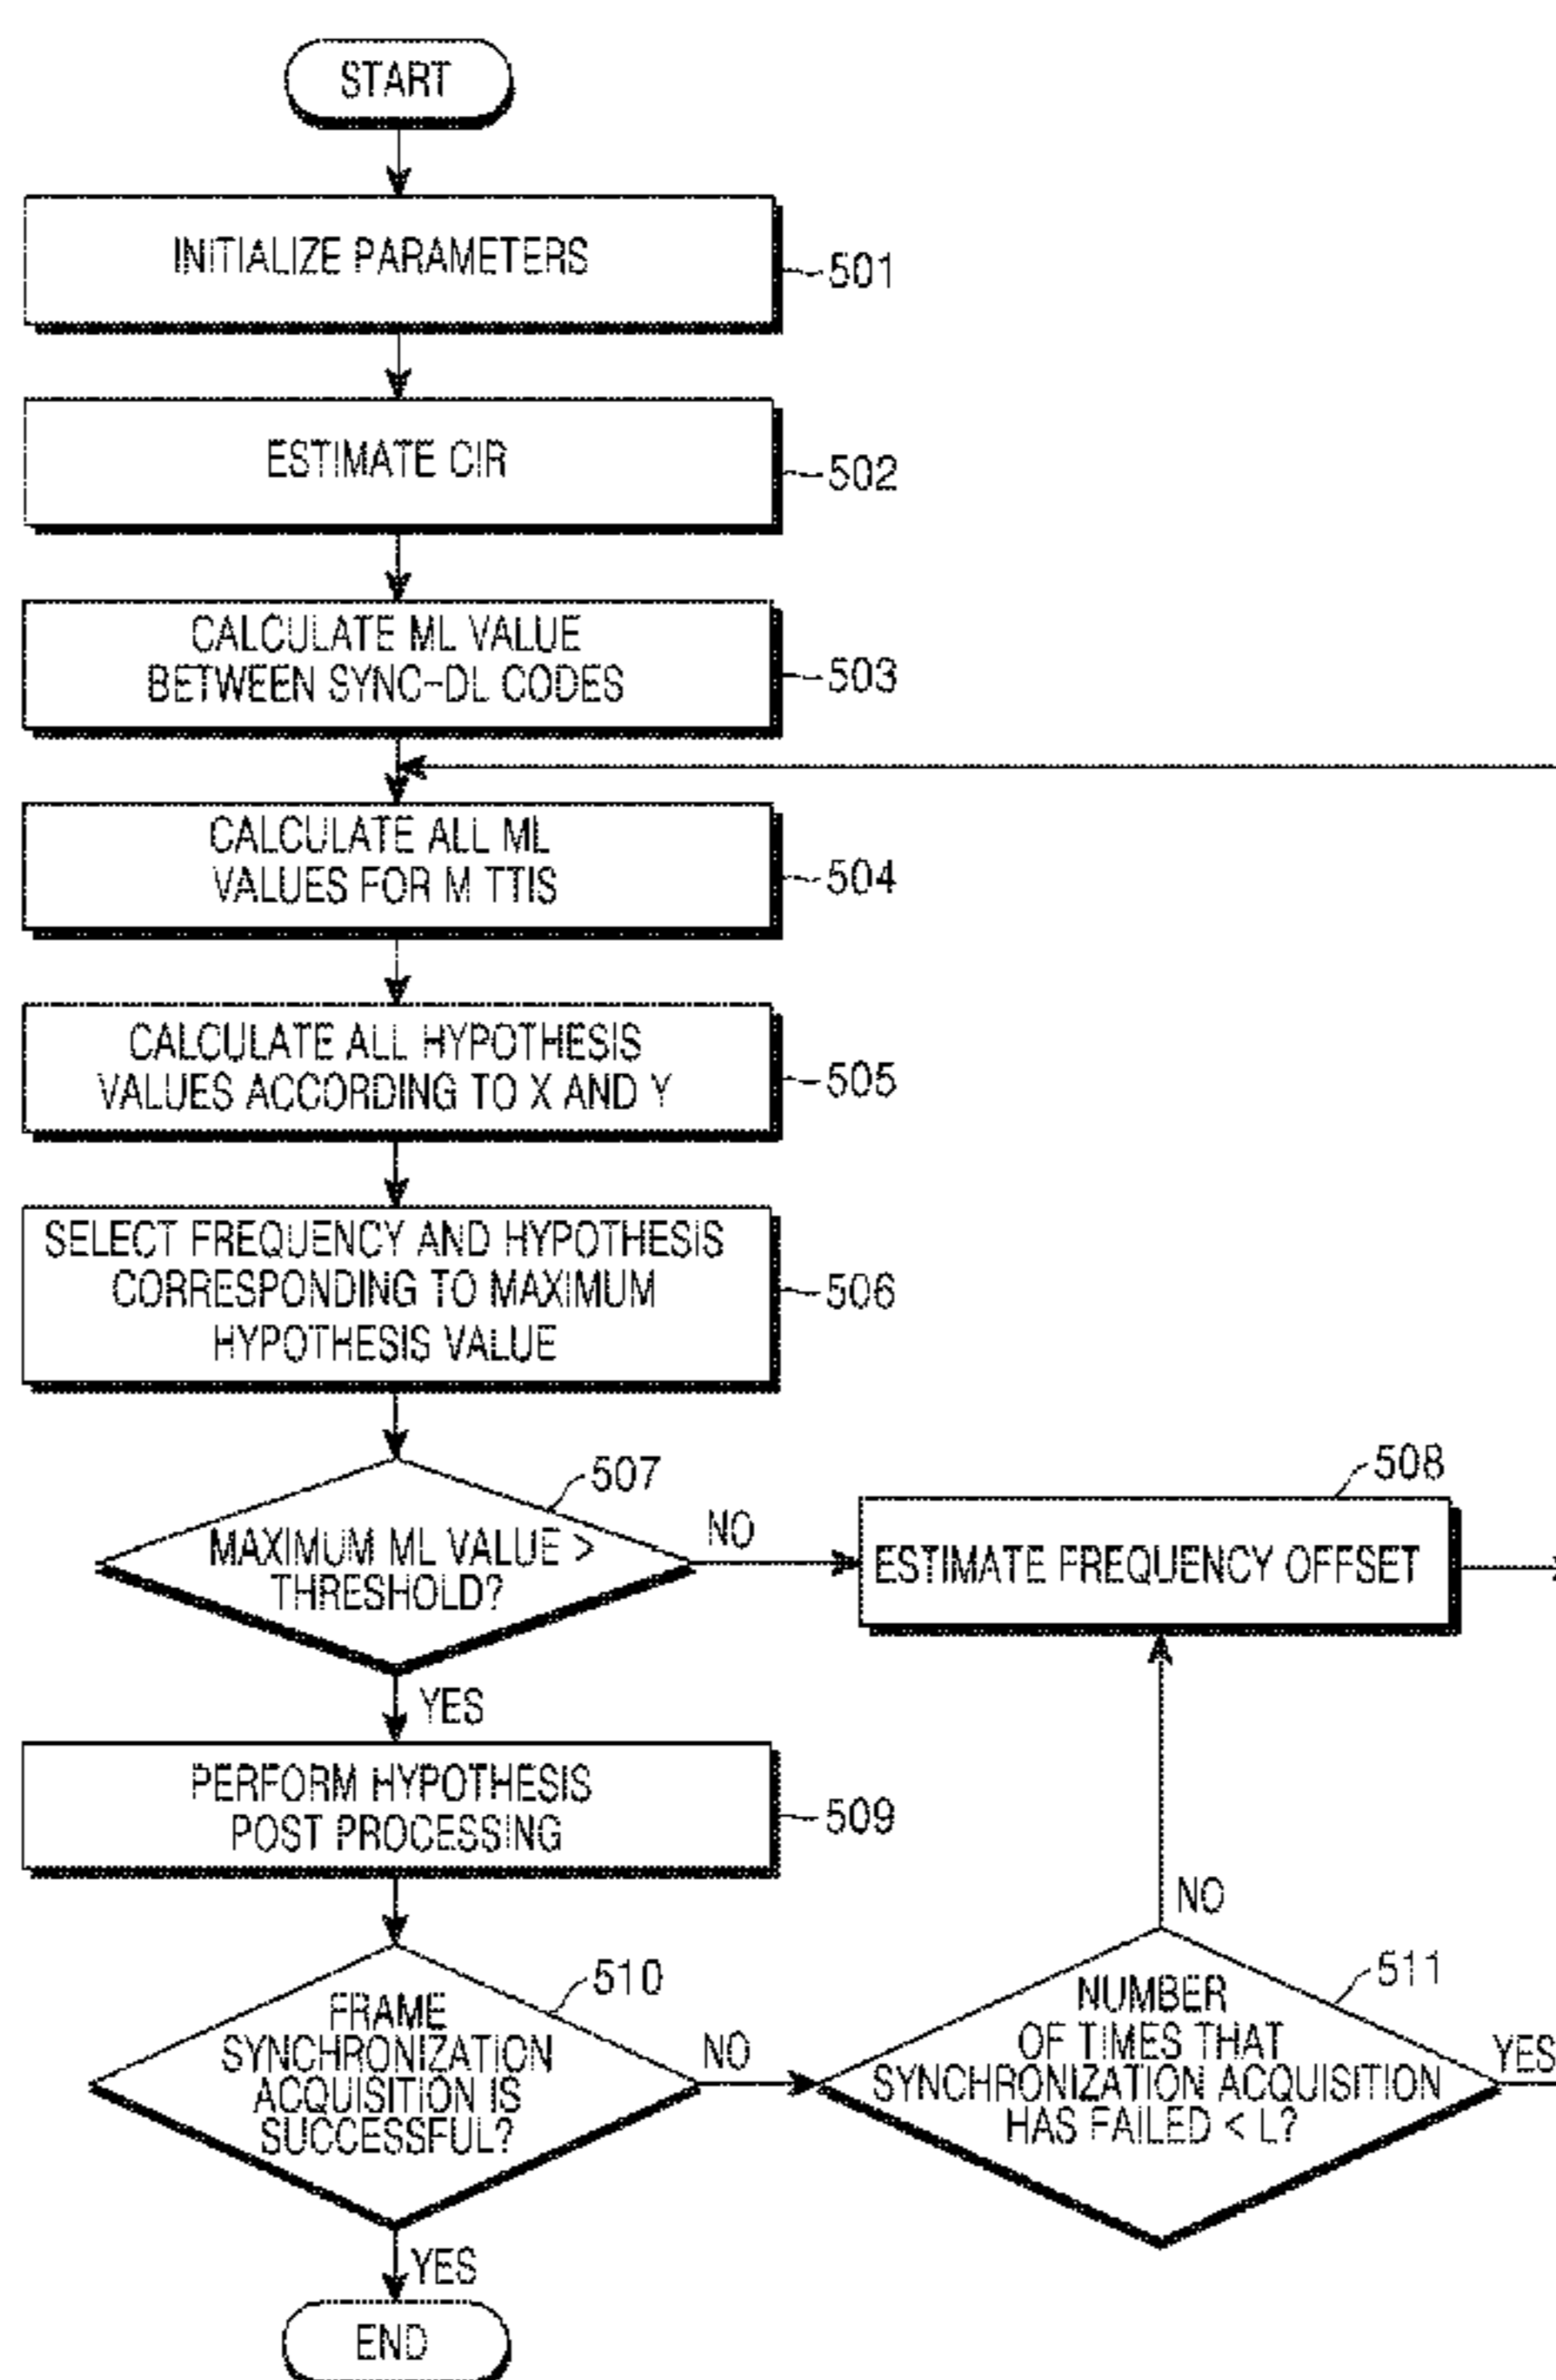 START
INITIALIZE PARAMETERS
501
ESTIMATE CIR
502
CALCULATE ML VALUE
BETWEEN SYNC-DL CODES
503
CALCULATE ALL ML
VALUES FOR M TTIS
504
CALCULATE ALL HYPOTHESIS
VALUES ACCORDING TO X AND Y
505
SELECT FREQUENCY AND HYPOTHESIS
CORRESPONDING TO MAXIMUM
HYPOTHESIS VALUE
506
507
MAXIMUM ML VALUE >
THRESHOLD?
NO
508
ESTIMATE FREQUENCY OFFSET
YES
PERFORM HYPOTHESIS
POST PROCESSING
509
510
FRAME
SYNCHRONIZATION
ACQUISITION IS
SUCCESSFUL?
NO
NO
511
NUMBER
OF TIMES THAT
SYNCHRONIZATION ACQUISITION
HAS FAILED < L?
YES
YES
END